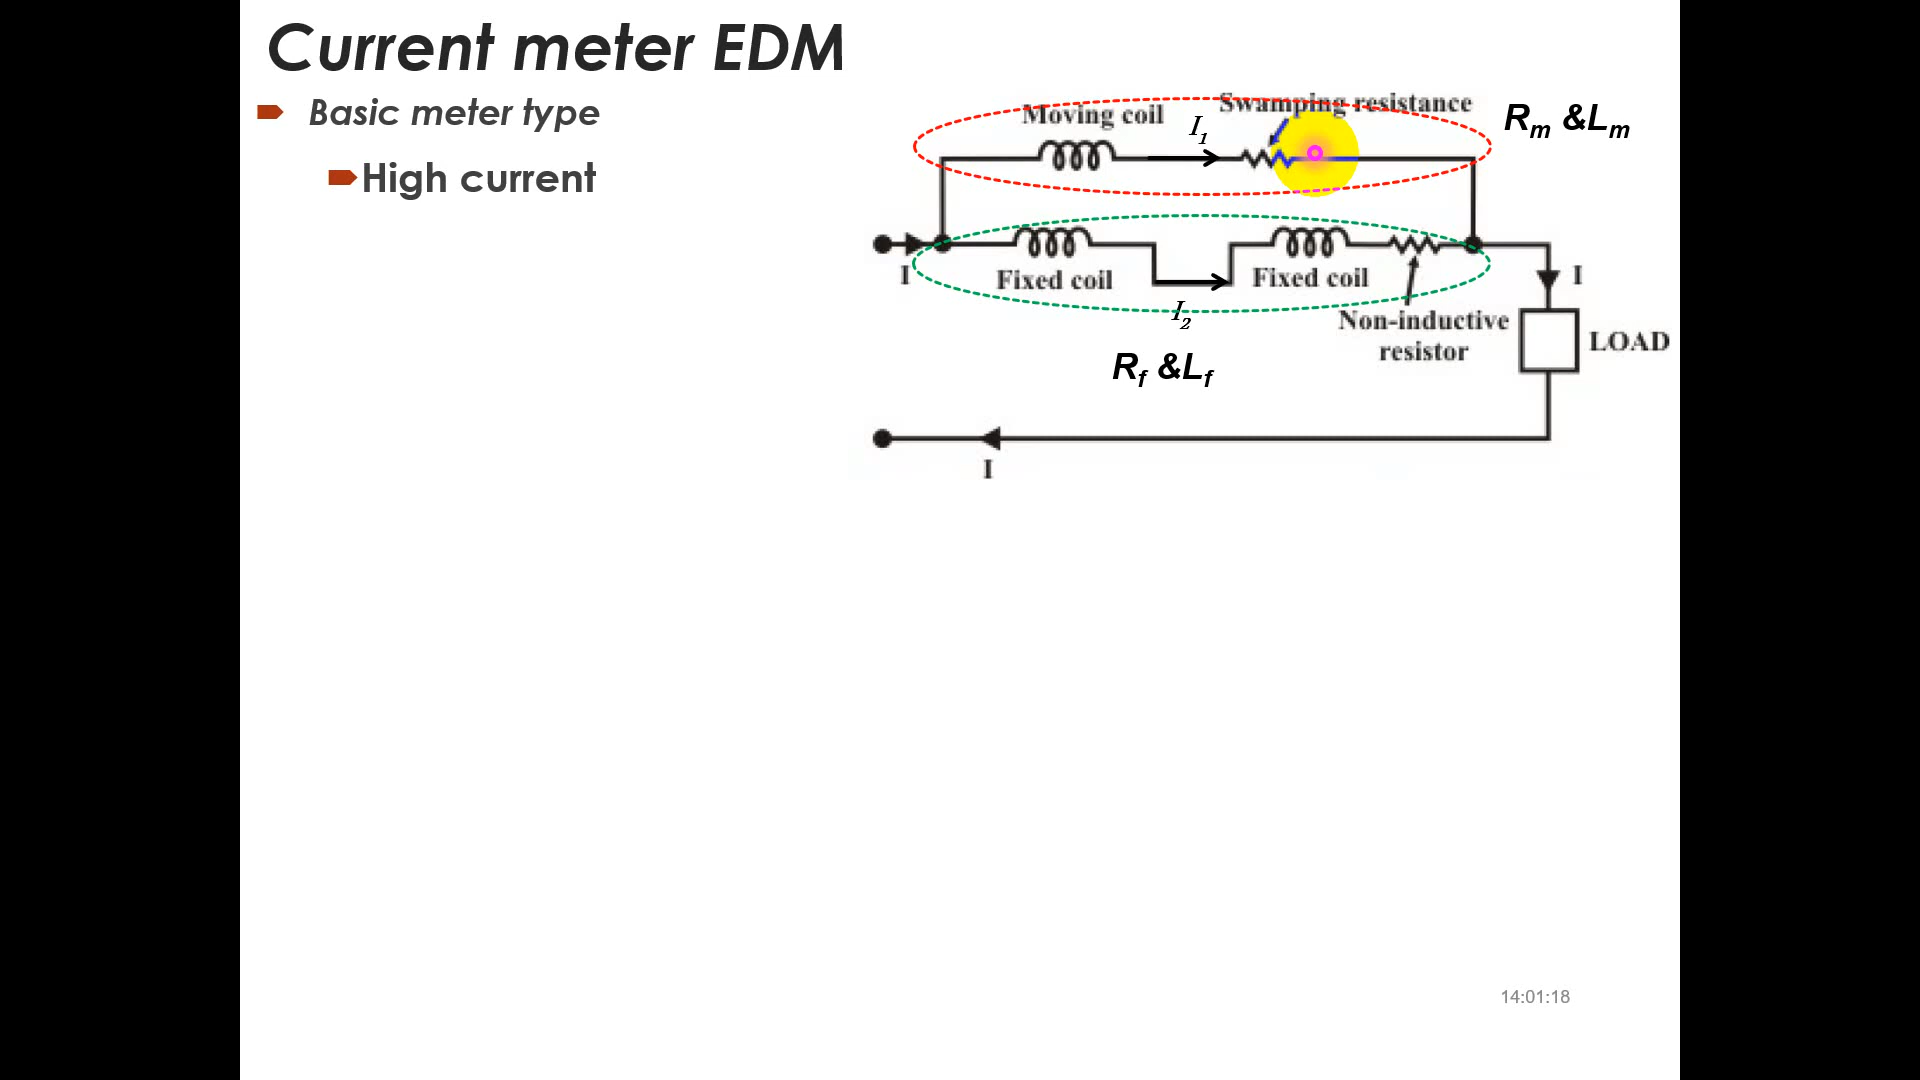 Current meter EDM
Basic meter type
High current
Moving coil
Swamping resistance
I1
Rm &Lm
I
Fixed coil
Fixed coil
I
I2
Non-inductive
resistor
LOAD
Rf &Lf
I
14:01:18